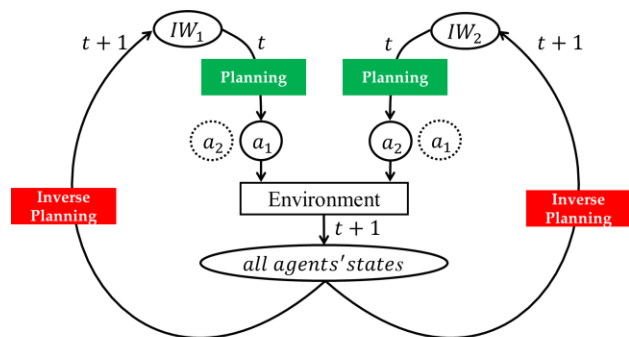 IW₁
IW₂
t + 1
t
t
t + 1
Planning
Planning
a₂
a₁
a₂
a₁
Inverse
Planning
Environment
Inverse
Planning
t + 1
all agents'states